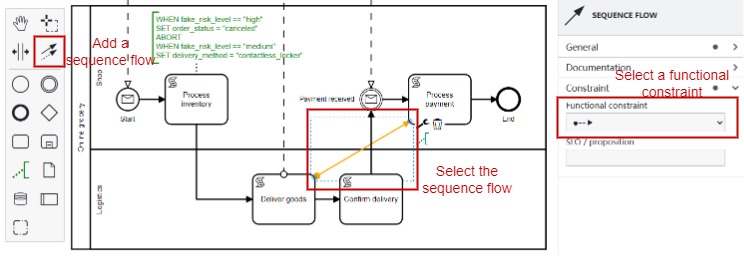 WHEN fake_risk_level == "high"
SET order_status = "canceled"
ABORT
WHEN fake_risk_level == "medium"
SET delivery_method = "contactless_locker"
Add a
sequence flow
Online grocery
Shop
Logistics
Start
Process
inventory
Payment received
Process
payment
End
Deliver goods
Confirm delivery
Select the
sequence flow
SEQUENCE FLOW
General
Documentation
Constraint
Select a functional
constraint
Functional constraint